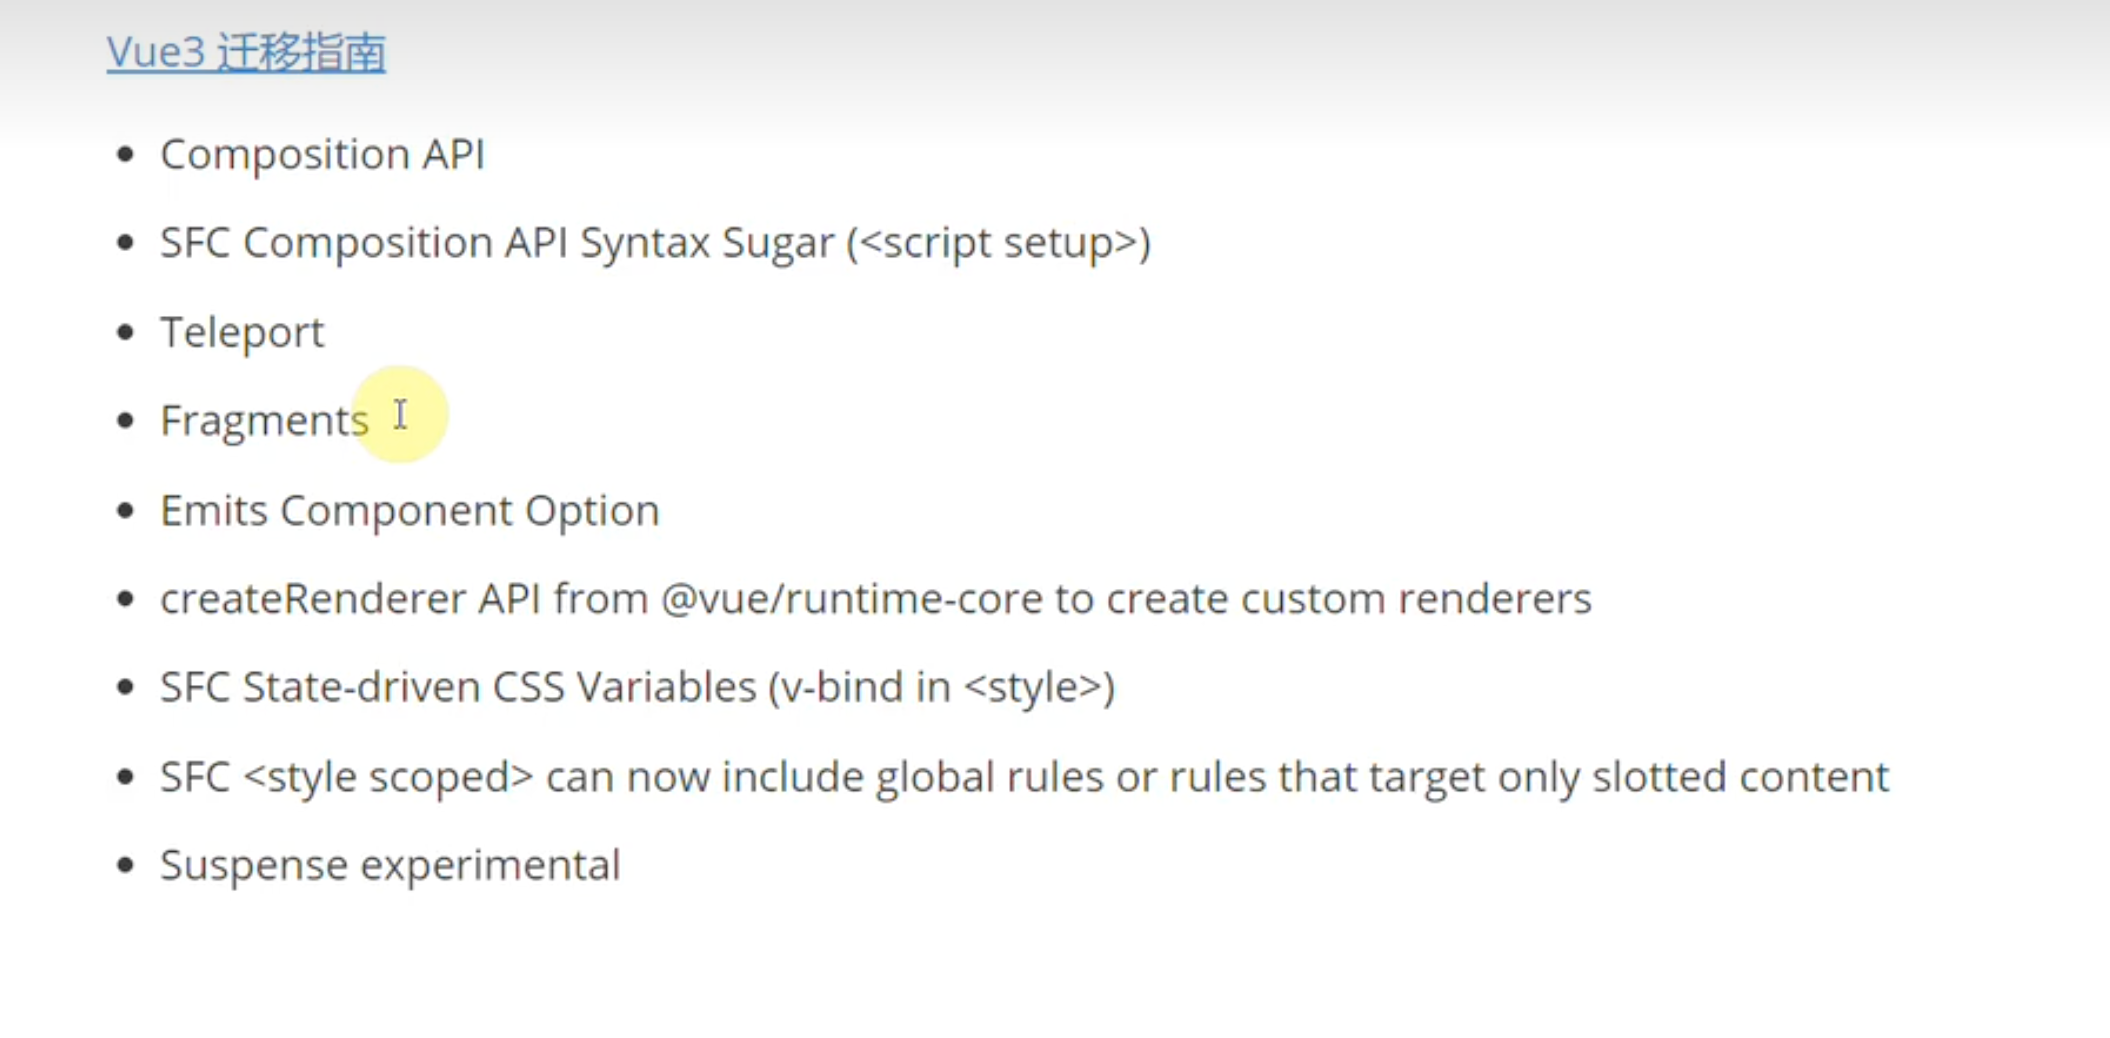 Vue3 迁移指南
• Composition API
• SFC Composition API Syntax Sugar (<script setup>)
• Teleport
• Fragments
• Emits Component Option
• createRenderer API from @vue/runtime-core to create custom renderers
• SFC State-driven CSS Variables (v-bind in <style>)
• SFC <style scoped> can now include global rules or rules that target only slotted content
• Suspense experimental